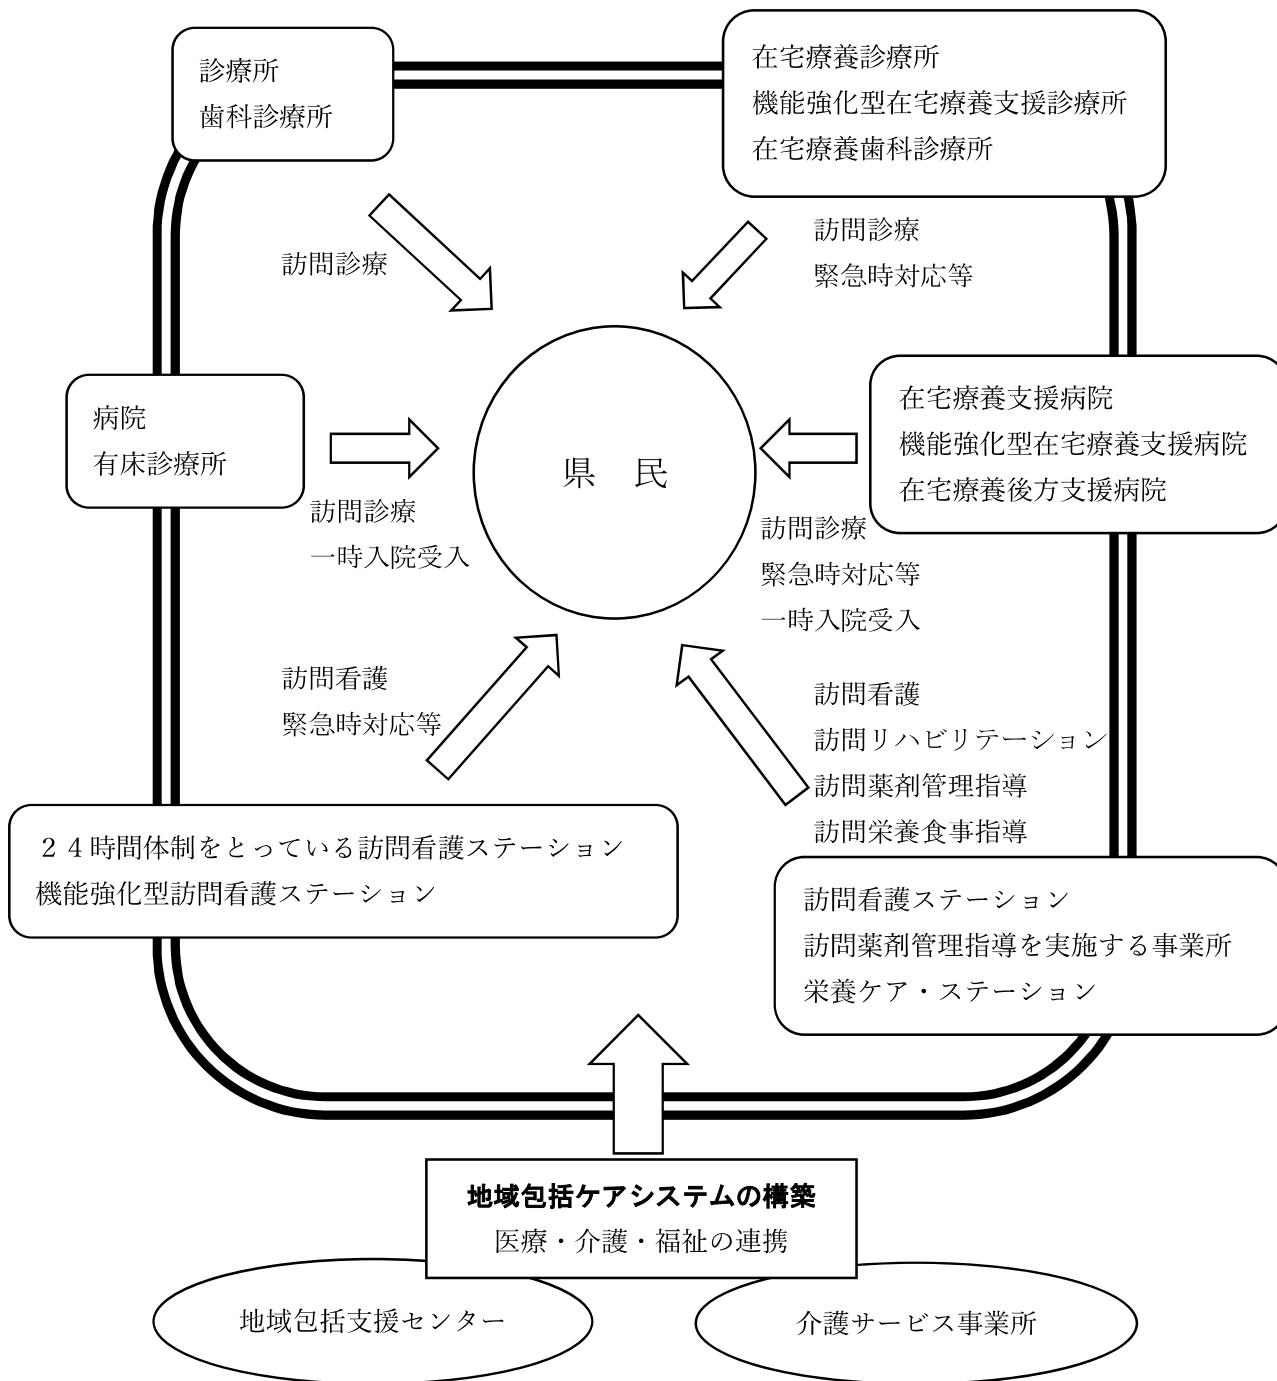 診療所
歯科診療所
在宅療養診療所
機能強化型在宅療養支援診療所
在宅療養歯科診療所
訪問診療
訪問診療
緊急時対応等
病院
有床診療所
県　民
在宅療養支援病院
機能強化型在宅療養支援病院
在宅療養後方支援病院
訪問診療
一時入院受入
訪問診療
緊急時対応等
一時入院受入
訪問看護
緊急時対応等
訪問看護
訪問リハビリテーション
訪問薬剤管理指導
訪問栄養食事指導
２４時間体制をとっている訪問看護ステーション
機能強化型訪問看護ステーション
訪問看護ステーション
訪問薬剤管理指導を実施する事業所
栄養ケア・ステーション
地域包括ケアシステムの構築
医療・介護・福祉の連携
地域包括支援センター
介護サービス事業所